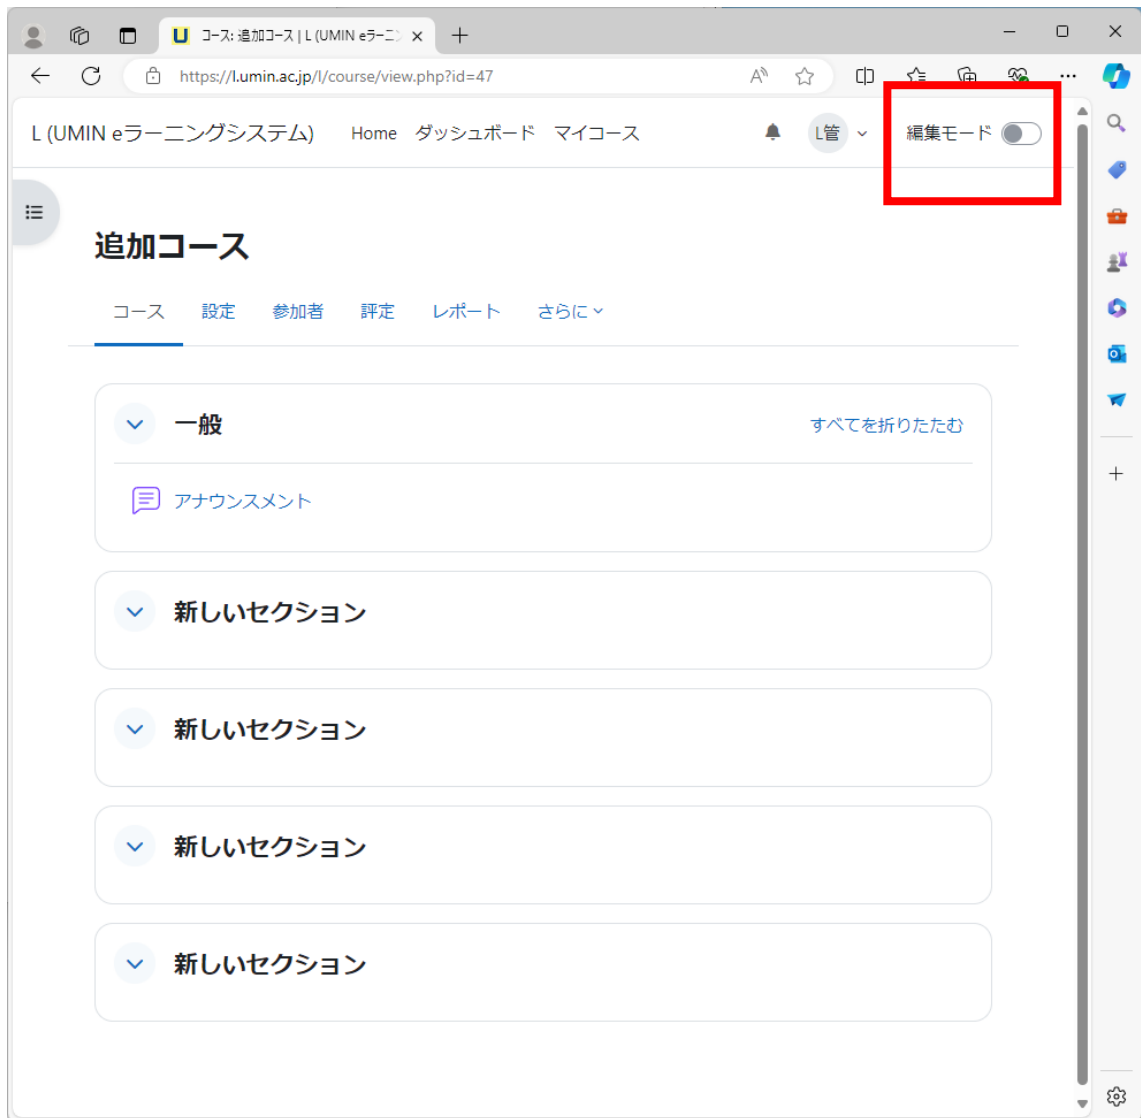 コース: 追加コース | L (UMIN eラーニン
https://l.umin.ac.jp/l/course/view.php?id=47
L (UMIN eラーニングシステム) Home ダッシュボード マイコース L管 編集モード
追加コース
コース 設定 参加者 評定 レポート さらに
一般 すべてを折りたたむ
アナウンスメント
新しいセクション
新しいセクション
新しいセクション
新しいセクション